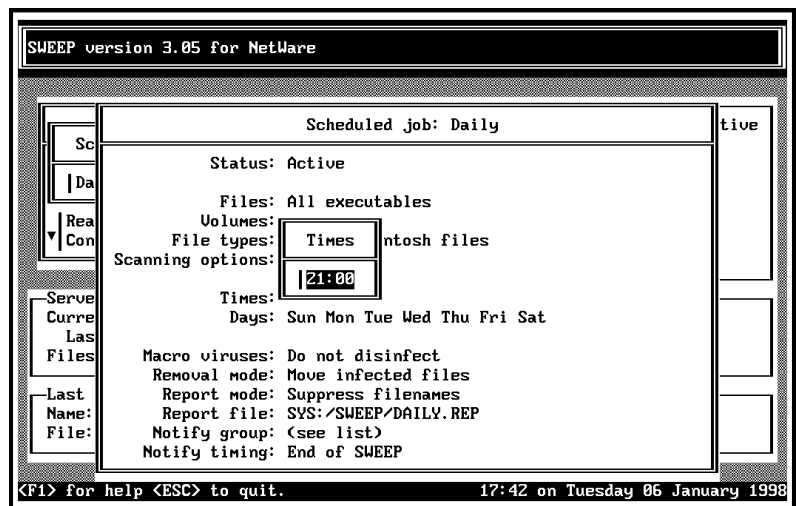 SWEEP version 3.05 for NetWare
Scheduled job: Daily
tive
Sc
Status: Active
Da
Files: All executables
Rea
Volumes:
Con
File types:
Times
ntosh files
Scanning options:
21:00
Serve
Times:
Curre
Days: Sun Mon Tue Wed Thu Fri Sat
Las
Files
Macro viruses: Do not disinfect
Removal mode: Move infected files
Last
Report mode: Suppress filenames
Name:
Report file: SYS:/SWEEP/DAILY.REP
File:
Notify group: (see list)
Notify timing: End of SWEEP
<F1> for help <ESC> to quit.
17:42 on Tuesday 06 January 1998